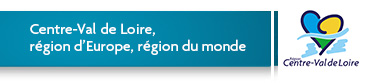 Centre-Val de Loire,
région d'Europe, région du monde
Centre-Val de Loire